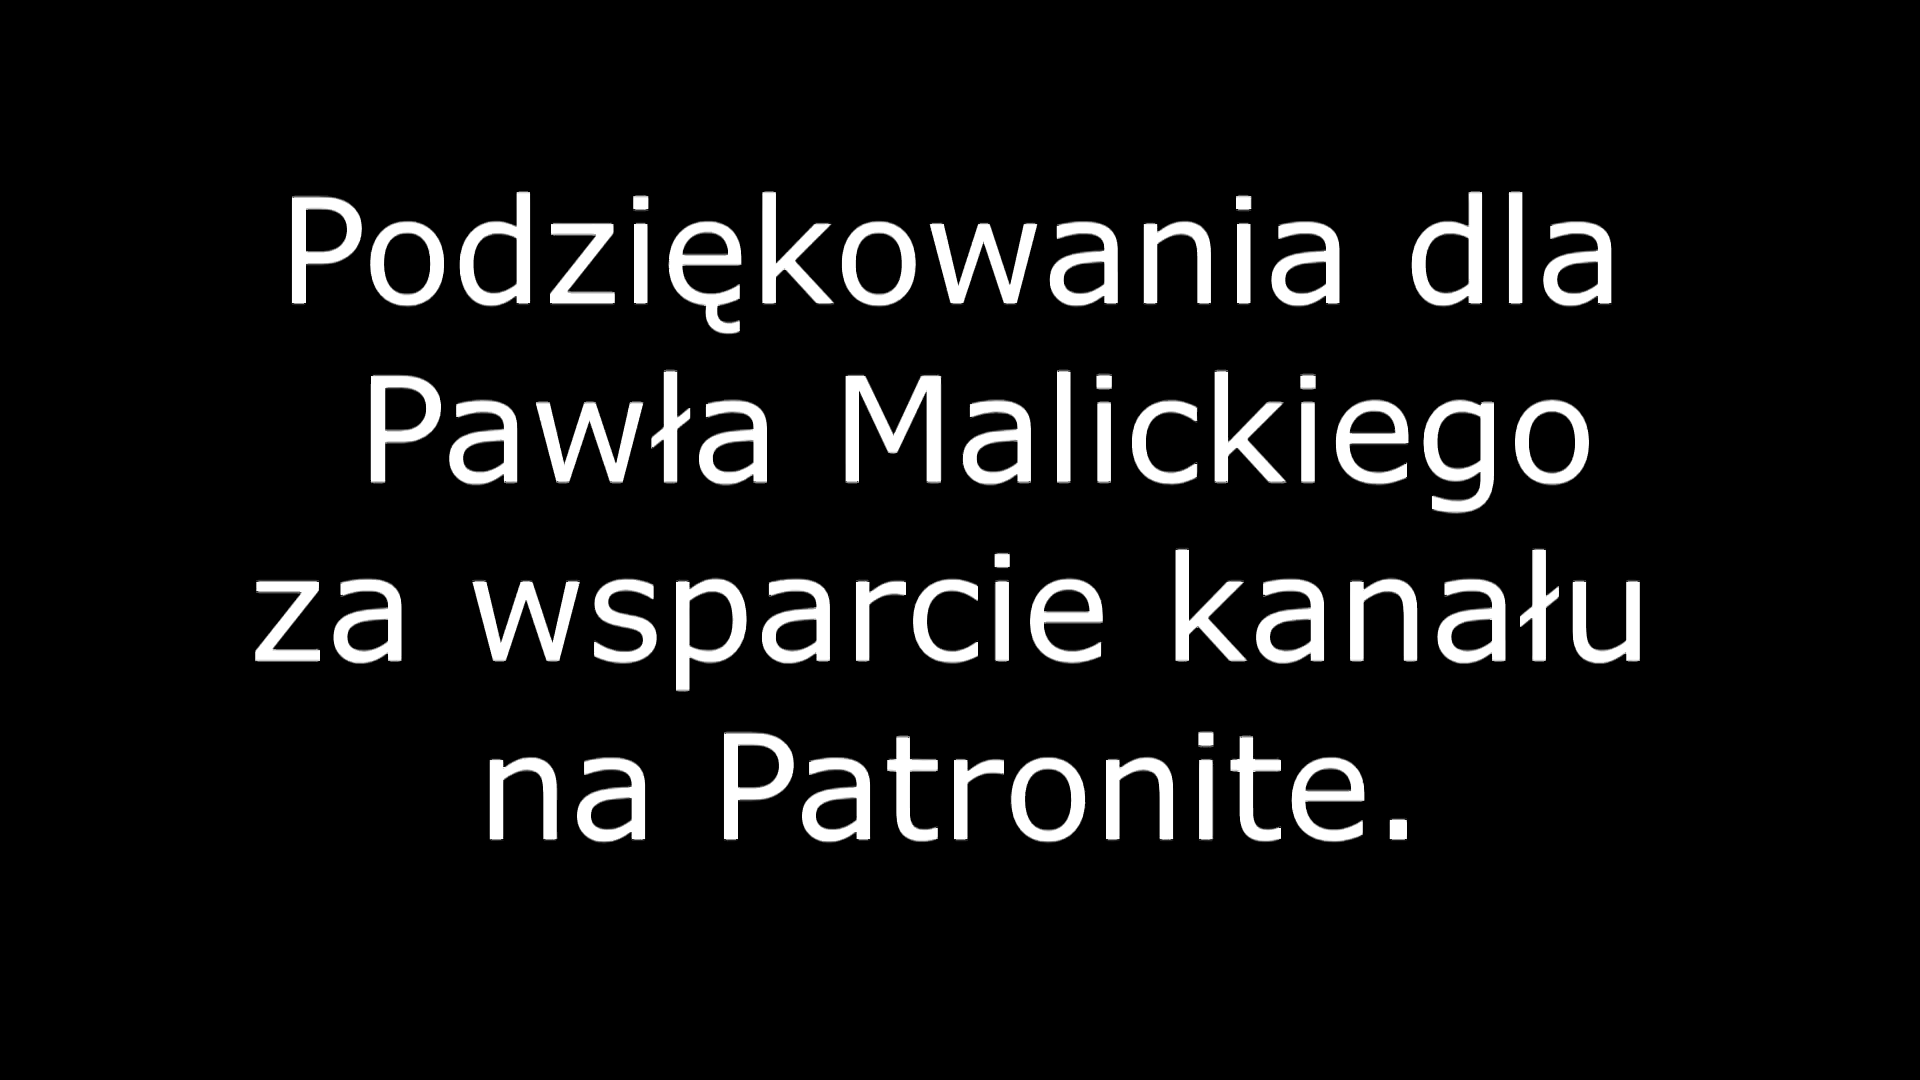 Podziękowania dla
Pawła Malickiego
za wsparcie kanału
na Patronite.